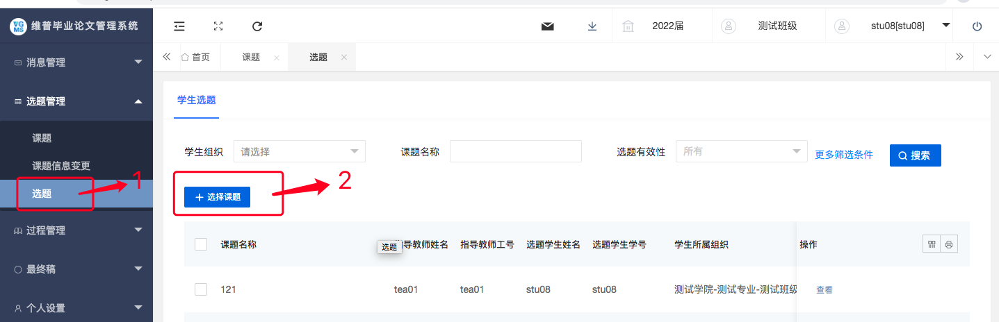 VG
MS
维普毕业论文管理系统
2022届
测试班级
stu08[stu08]
消息管理
首页
课题
选题
选题管理
学生选题
课题
学生组织
请选择
课题名称
选题有效性
所有
更多筛选条件
搜索
课题信息变更
1
2
选题
选择课题
过程管理
课题名称
选题
导教师姓名
指导教师工号
选题学生姓名
选题学生学号
学生所属组织
操作
最终稿
121
tea01
tea01
stu08
stu08
测试学院-测试专业-测试班级
查看
个人设置